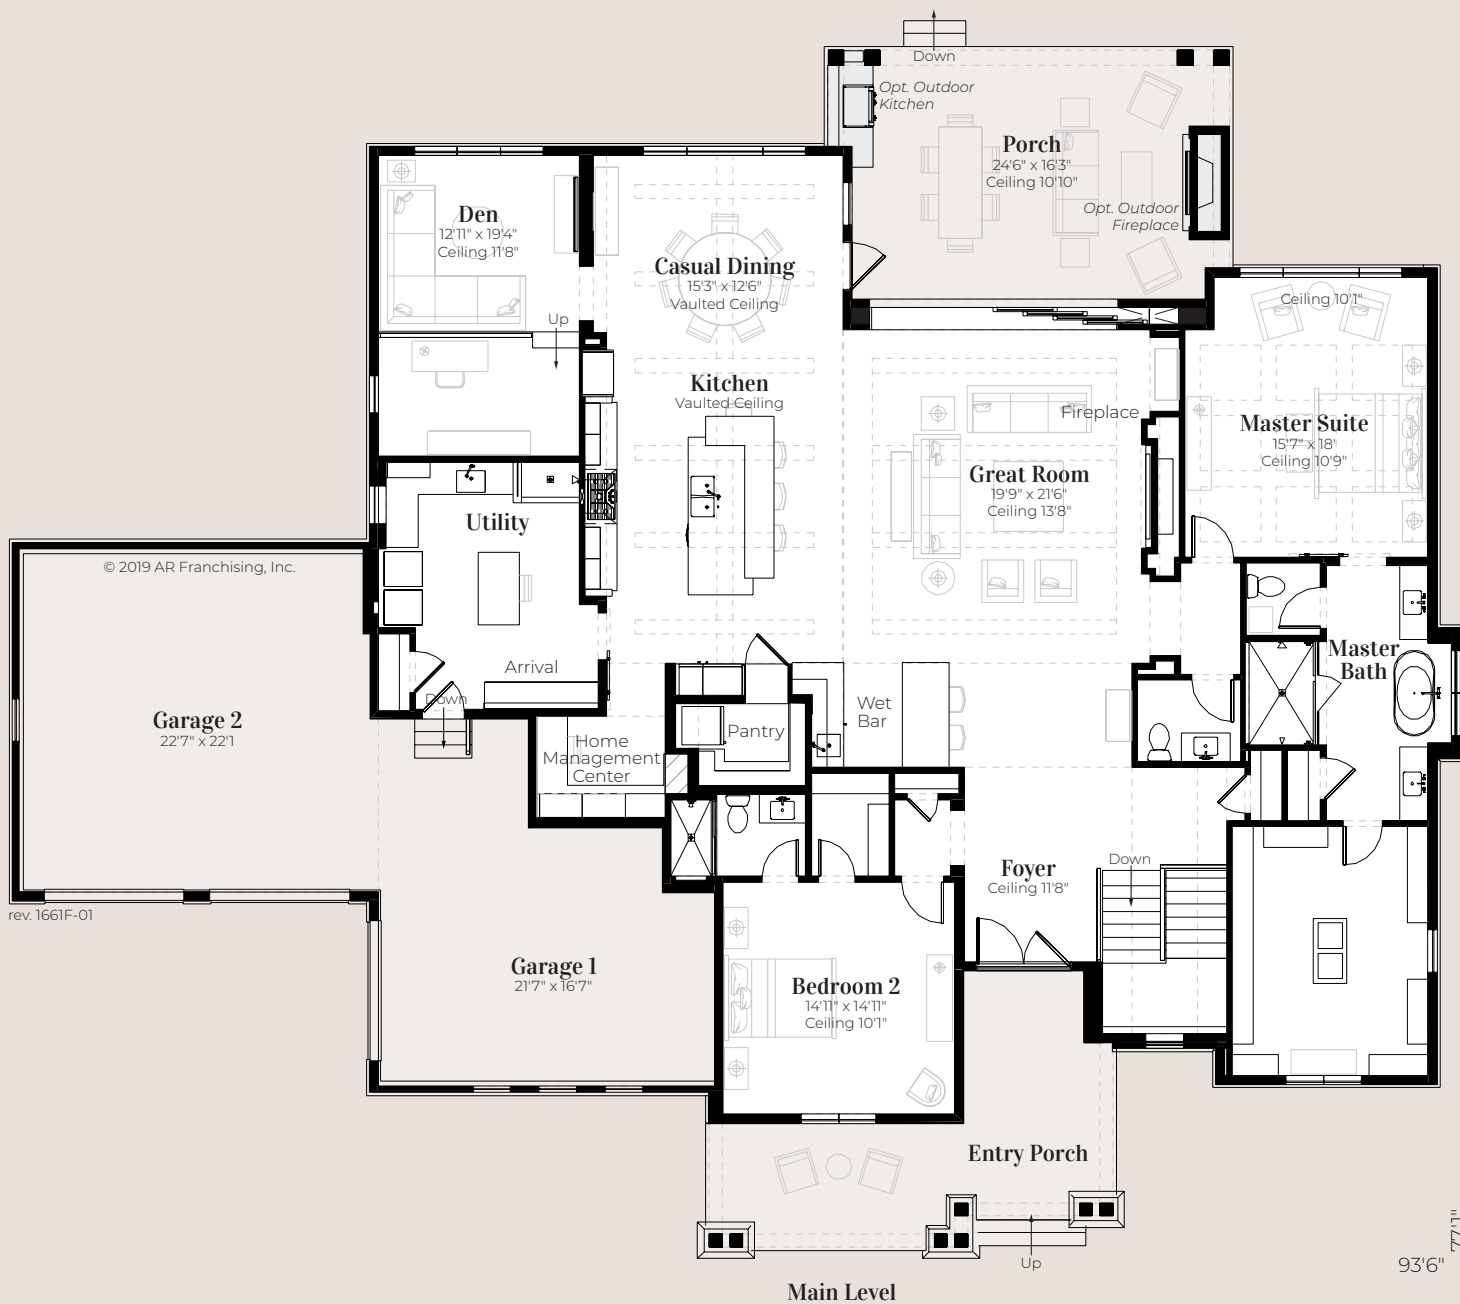 Down
Opt. Outdoor
Kitchen
Porch
24'6" x 16'3"
Ceiling 10'10"
Opt. Outdoor
Fireplace
Den
12'11" x 19'4"
Ceiling 11'8"
Casual Dining
15'3" x 12'6"
Vaulted Ceiling
Ceiling 10'1"
Up
Kitchen
Vaulted Ceiling
Fireplace
Master Suite
15'7" x 18'
Ceiling 10'9"
Great Room
19'9" x 21'6"
Ceiling 13'8"
Utility
© 2019 AR Franchising, Inc.
Arrival
Down
Master
Bath
Garage 2
22'7" x 22'1
Wet
Bar
Pantry
Home
Management
Center
Foyer
Ceiling 11'8"
Down
rev. 1661F-01
Garage 1
21'7" x 16'7"
Bedroom 2
14'11" x 14'11"
Ceiling 10'1"
Entry Porch
Up
77'1"
93'6"
Main Level